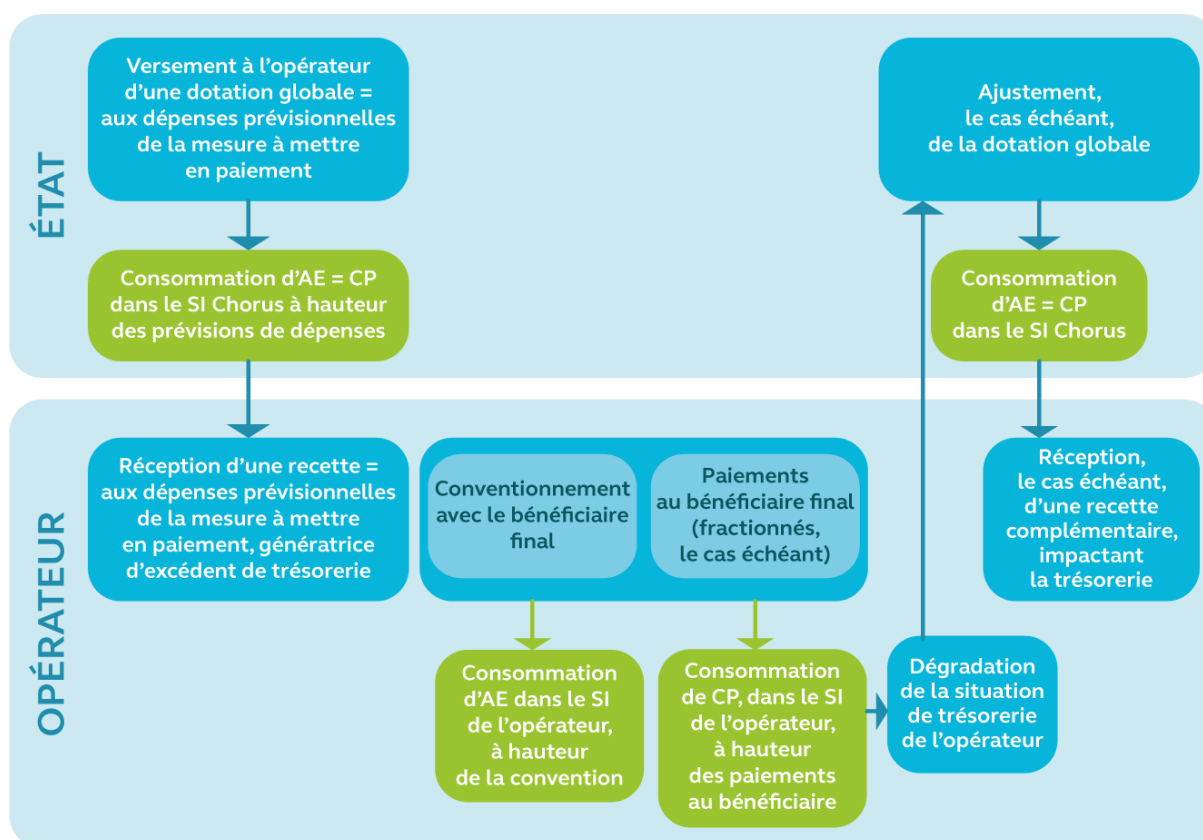 ÉTAT
Versement à l’opérateur
d’une dotation globale =
aux dépenses prévisionnelles
de la mesure à mettre
en paiement
Consommation d’AE = CP
dans le SI Chorus à hauteur
des prévisions de dépenses
Ajustement,
le cas échéant,
de la dotation globale
Consommation
d’AE = CP
dans le SI Chorus
OPÉRATEUR
Réception d’une recette =
aux dépenses prévisionnelles
de la mesure à mettre
en paiement, génératrice
d’excédent de trésorerie
Conventionnement
avec le bénéficiaire
final
Paiements
au bénéficiaire final
(fractionnés,
le cas échéant)
Consommation
d’AE dans le SI
de l’opérateur,
à hauteur
de la convention
Consommation
de CP, dans le SI
de l’opérateur,
à hauteur
des paiements
au bénéficiaire
Dégradation
de la situation
de trésorerie
de l’opérateur
Réception,
le cas échéant,
d’une recette
complémentaire,
impactant
la trésorerie